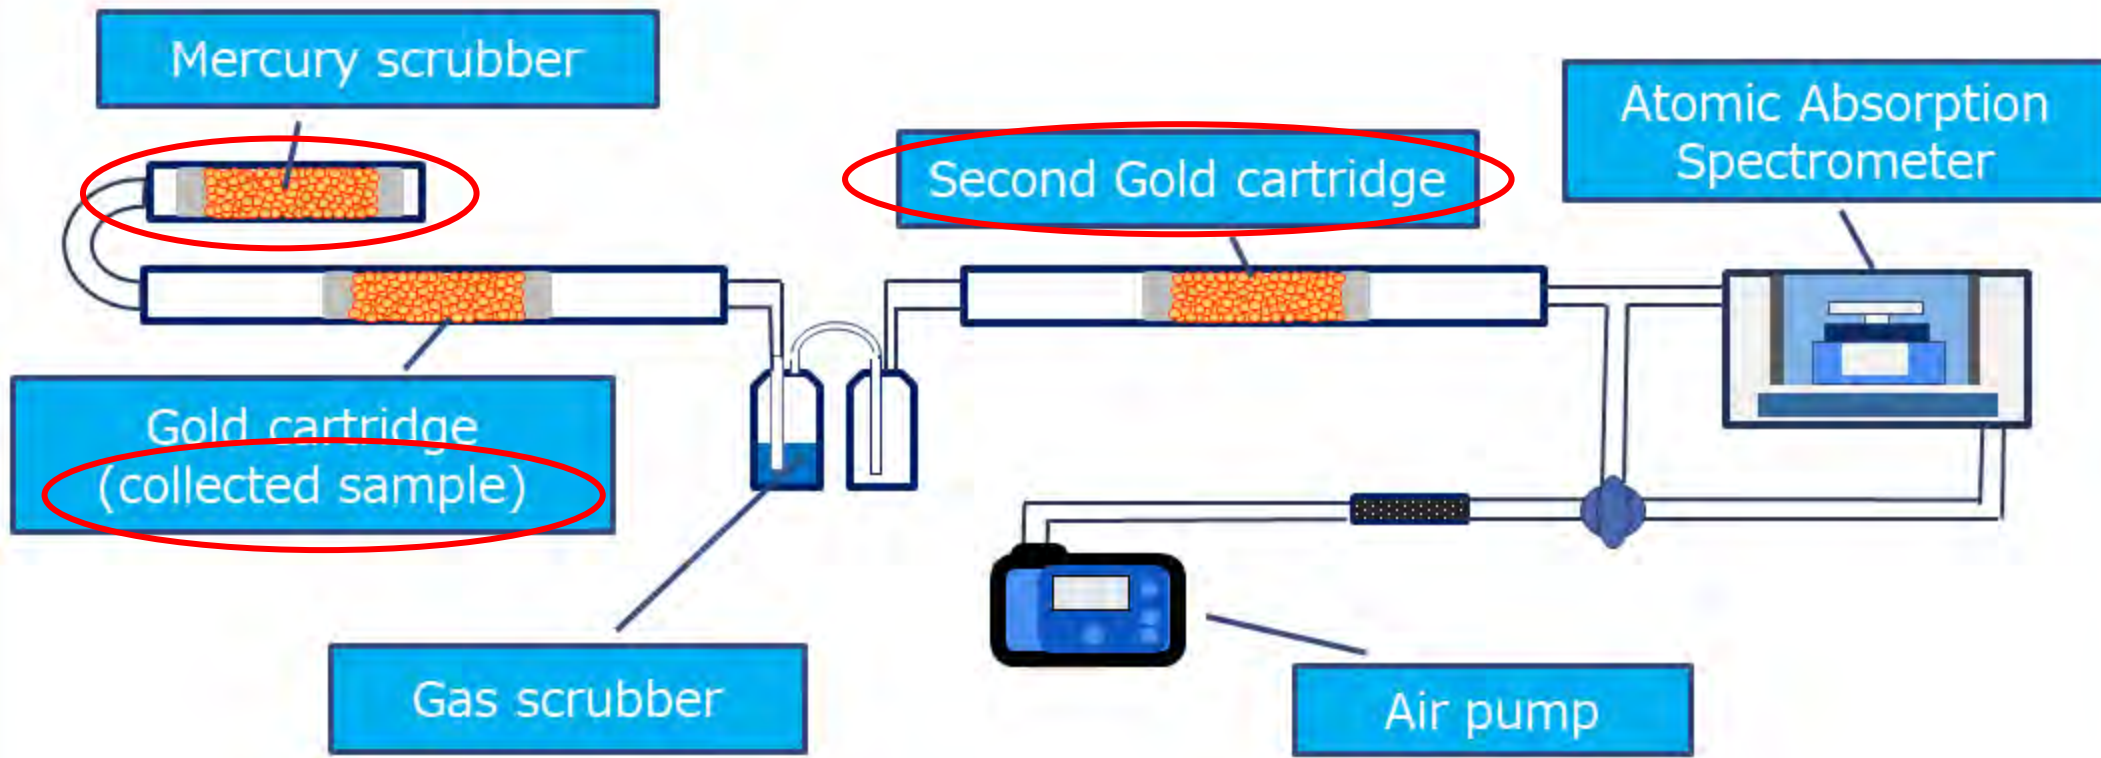 Mercury scrubber
Second Gold cartridge
Atomic Absorption
Spectrometer
Gold cartridge
(collected sample)
Gas scrubber
Air pump